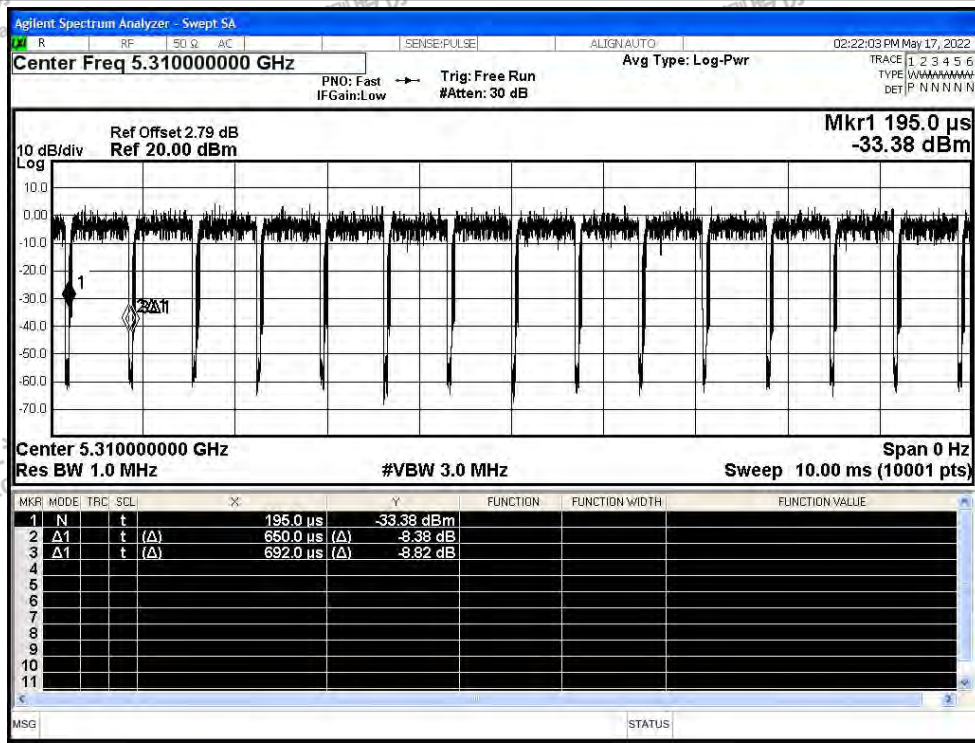 Agilent Spectrum Analyzer - Swept SA
R RF 50 Ω AC SENSE:PULSE ALIGNAUTO 02:22:03 PM May 17, 2022
Center Freq 5.310000000 GHz Avg Type: Log-Pwr TRACE 1 2 3 4 5 6
PNO: Fast Trig: Free Run TYPE
IFGain:Low #Atten: 30 dB DET P N N N N N
Mkr1 195.0 µs
Ref Offset 2.79 dB
10 dB/div Ref 20.00 dBm -33.38 dBm
Log
10.0
0.00
-10.0
-20.0
1
-30.0
-40.0
-50.0
-60.0
-70.0
Center 5.3100000000 GHz Span 0 Hz
Res BW 1.0 MHz #VBW 3.0 MHz Sweep 10.00 ms (10001 pts)
MKR MODE TRC SCL X Y FUNCTION FUNCTION WIDTH FUNCTION VALUE
1 N t 195.0 µs -33.38 dBm
2 Δ1 t (Δ) 650.0 µs (Δ) -8.38 dB
3 Δ1 t (Δ) 692.0 µs (Δ) -8.82 dB
4
5
6
7
8
9
10
11
MSG STATUS